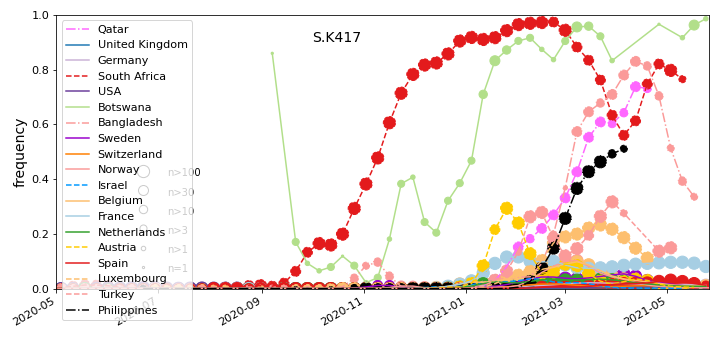 S.K417
frequency
1.0
0.8
0.6
0.4
0.2
0.0
Qatar
United Kingdom
Germany
South Africa
USA
Botswana
Bangladesh
Sweden
Switzerland
Norway
Israel
Belgium
France
Netherlands
Austria
Spain
Luxembourg
Turkey
Philippines
n>100
n>30
n>10
n>3
n>1
n=1
2020-05
2020-07
2020-09
2020-11
2021-01
2021-03
2021-05